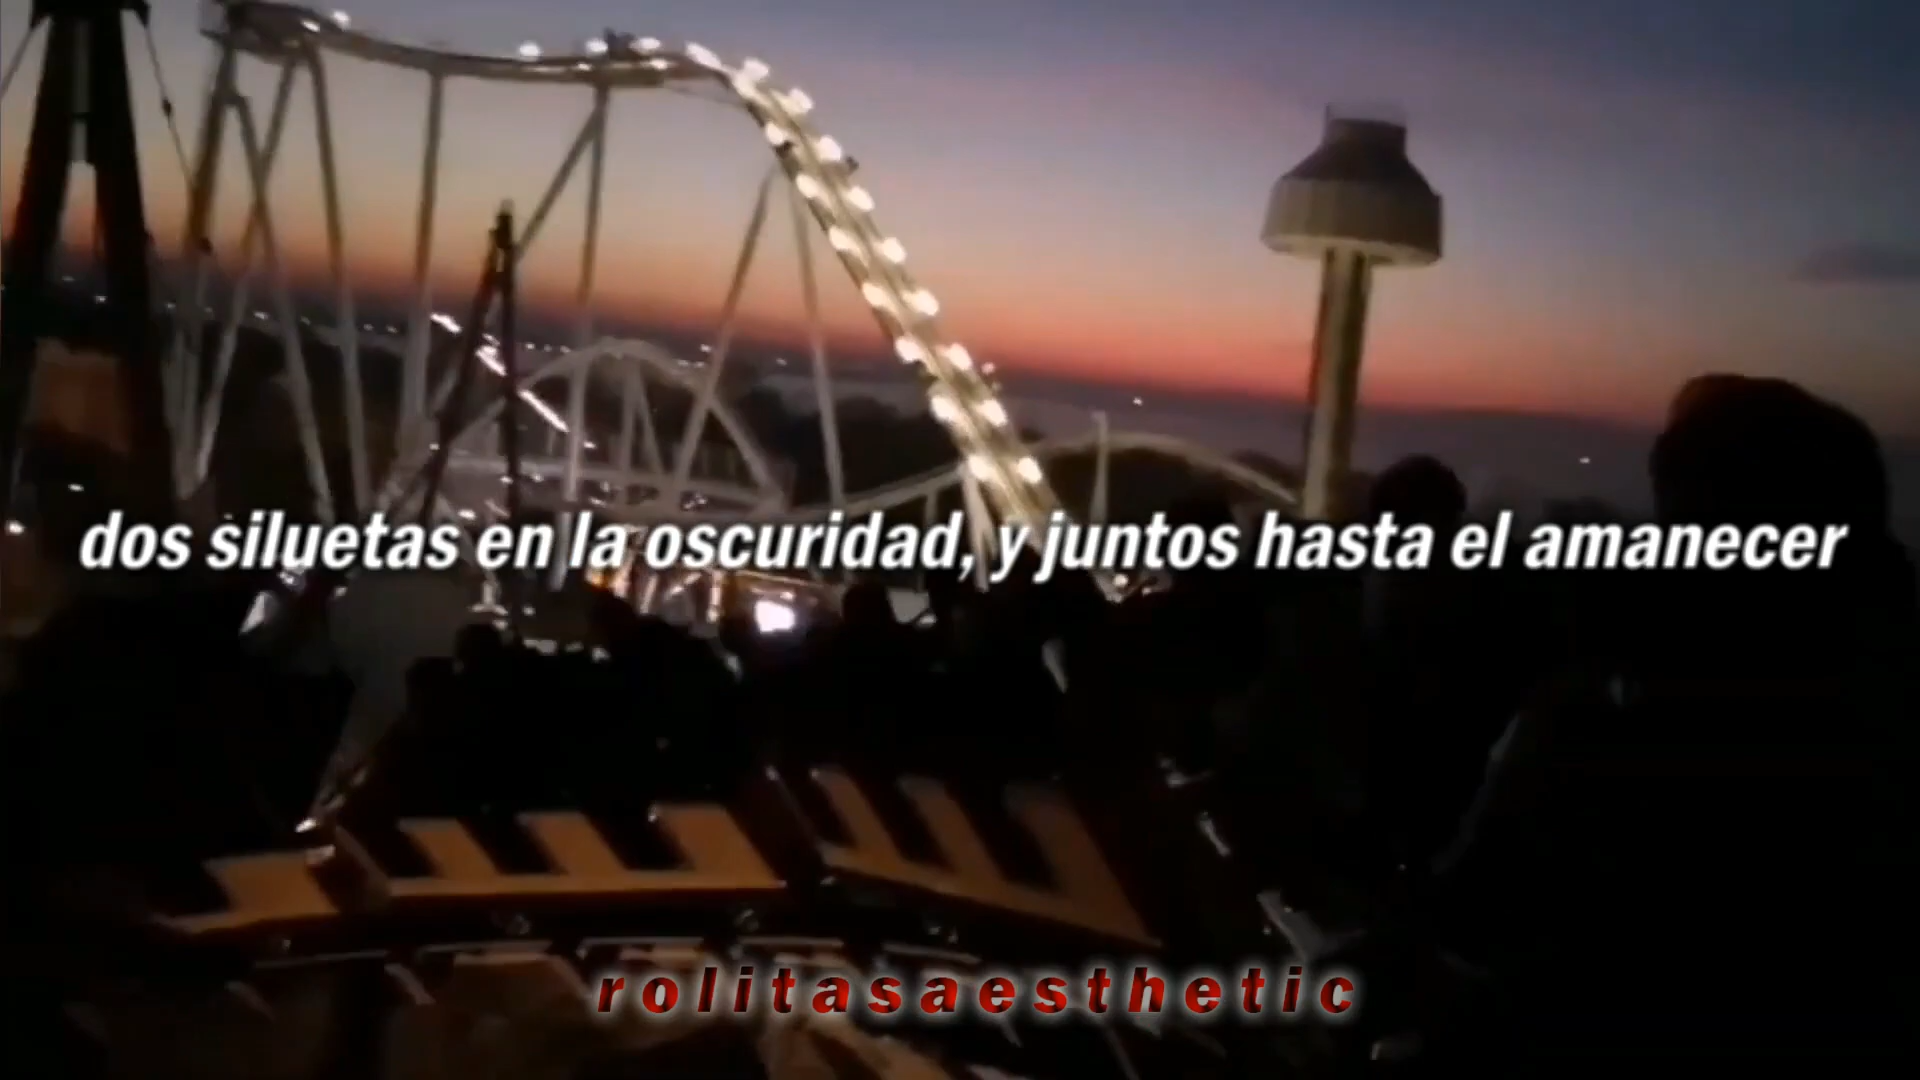 dos siluetas en la oscuridad, y juntos hasta el amanecer
rolitasaesthetic